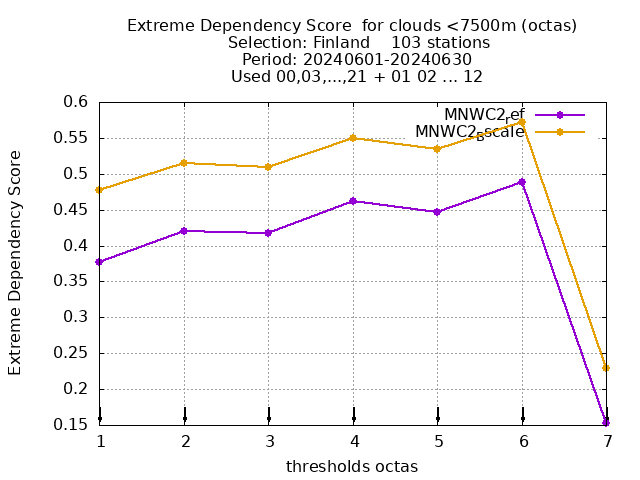 Extreme Dependency Score  for clouds <7500m (octas)
Selection: Finland    103 stations
Period: 20240601-20240630
Used 00,03,...,21 + 01 02 ... 12
MNWC2ref
MNWC2sscale
0.6
0.55
0.5
0.45
0.4
0.35
0.3
0.25
0.2
0.15
Extreme Dependency Score
1 2 3 4 5 6 7
thresholds octas